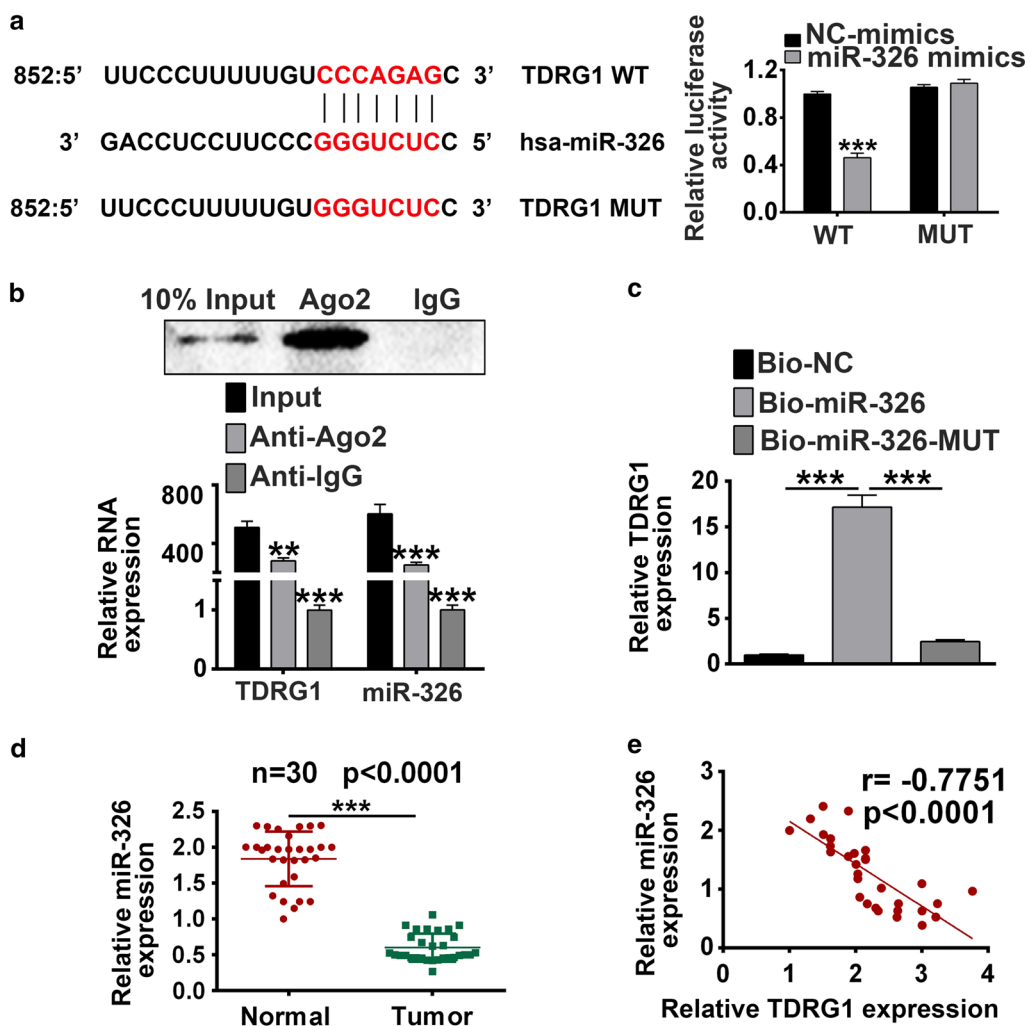 a
852:5’ UUCCCUUUUUGUCCCAGAGC 3’ TDRG1 WT
3’ GACCUCCUUCCCGGGUCUCC 5’ hsa-miR-326
852:5’ UUCCCUUUUUGUGGGUCUCC 3’ TDRG1 MUT
NC-mimics
miR-326 mimics
Relative luciferase
activity
1.2
0.8
0.4
0.0
***
WT MUT
b
10% Input Ago2 IgG
Input
Anti-Ago2
Anti-IgG
Relative RNA
expression
800
400
1
0
** ***
*** ***
TDRG1 miR-326
c
Bio-NC
Bio-miR-326
Bio-miR-326-MUT
Relative TDRG1
expression
20
15
10
5
0
*** ***
d
n=30 p<0.0001
***
Relative miR-326
expression
2.5
2.0
1.5
1.0
0.5
0.0
Normal Tumor
e
r= -0.7751
p<0.0001
Relative miR-326
expression
3
2
1
0
0 1 2 3 4
Relative TDRG1 expression